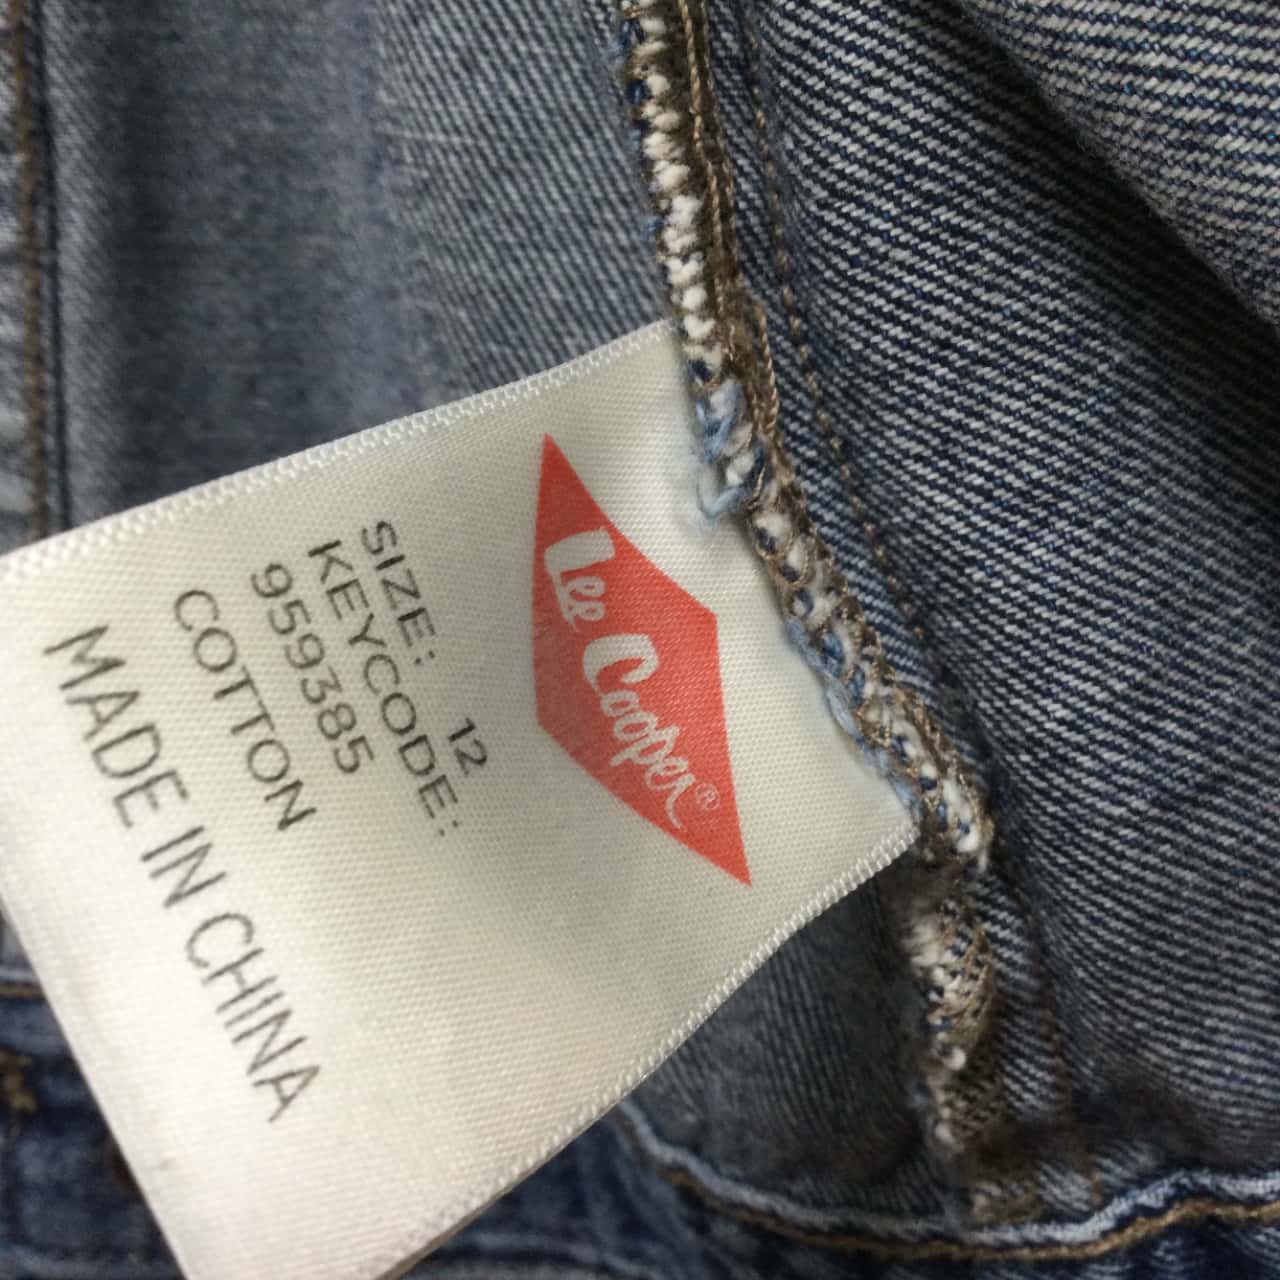 Lee Cooper®
SIZE: 12
KEYCODE:
959385
COTTON
MADE IN CHINA